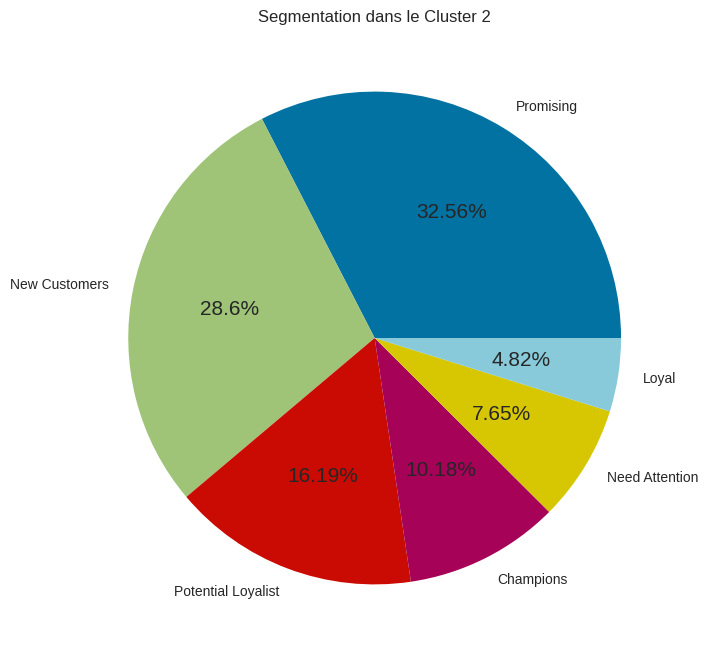 Segmentation dans le Cluster 2
Promising
32.56%
New Customers
28.6%
4.82%
Loyal
7.65%
Need Attention
16.19%
10.18%
Champions
Potential Loyalist